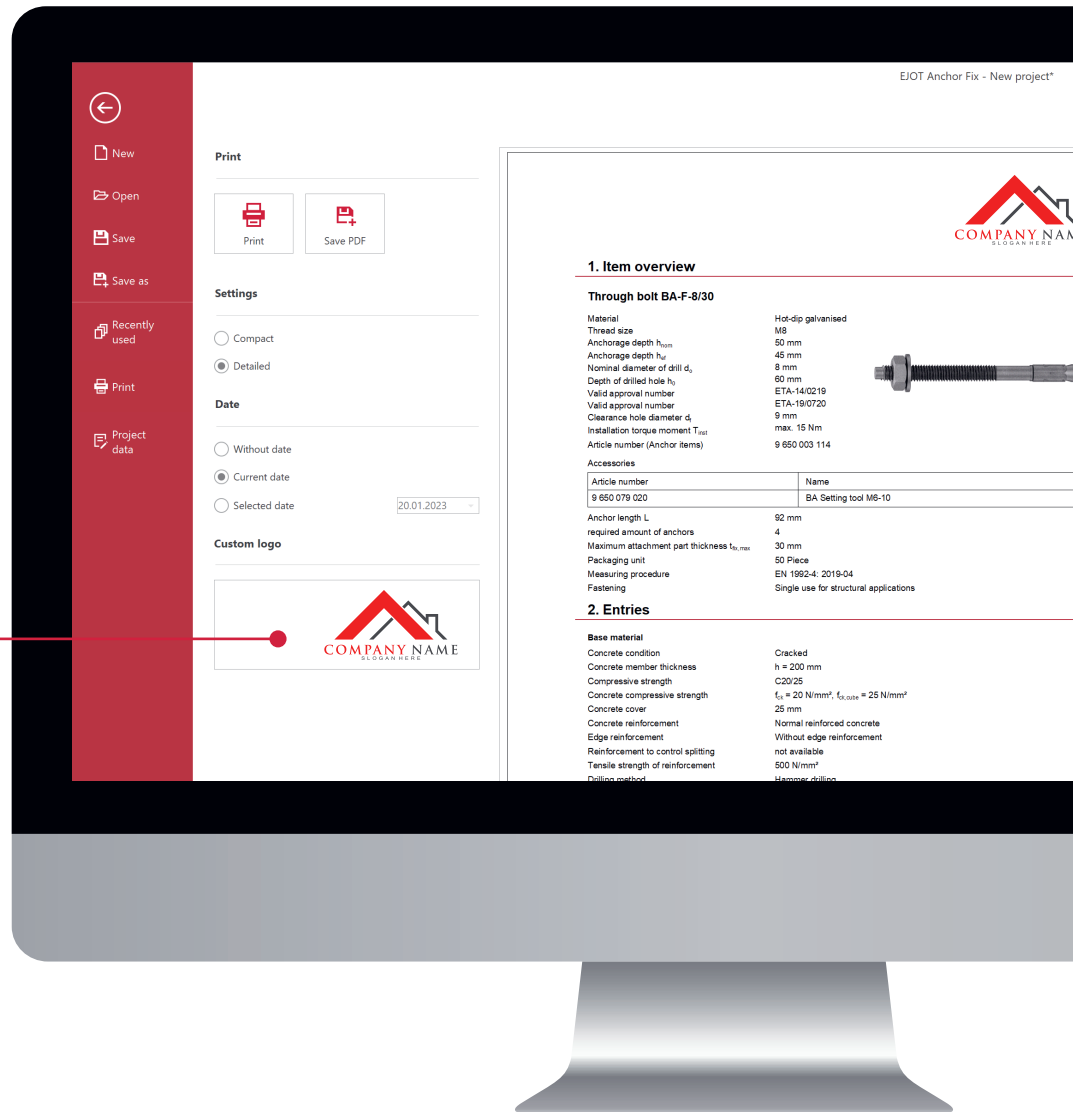 EJOT Anchor Fix - New project*
New
Open
Save
Save as
Recently
used
Print
Project
data
Print
Print
Save PDF
Settings
Compact
Detailed
Date
Without date
Current date
Selected date 20.01.2023
Custom logo
COMPANY NAME
SLOGAN HERE
COMPANY NAM
SLOGAN HERE
1. Item overview
Through bolt BA-F-8/30
Material Hot-dip galvanised
Thread size M8
Anchorage depth hnom 50 mm
Anchorage depth hef 45 mm
Nominal diameter of drill do 8 mm
Depth of drilled hole h0 60 mm
Valid approval number ETA-14/0219
Valid approval number ETA-19/0720
Clearance hole diameter df 9 mm
Installation torque moment Tinst max. 15 Nm
Article number (Anchor items) 9 650 003 114
Accessories
Article number Name
9 650 079 020 BA Setting tool M6-10
Anchor length L 92 mm
required amount of anchors 4
Maximum attachment part thickness tfix, max 30 mm
Packaging unit 50 Piece
Measuring procedure EN 1992-4: 2019-04
Fastening Single use for structural applications
2. Entries
Base material
Concrete condition Cracked
Concrete member thickness h = 200 mm
Compressive strength C20/25
Concrete compressive strength fck = 20 N/mm², fck,cube = 25 N/mm²
Concrete cover 25 mm
Concrete reinforcement Normal reinforced concrete
Edge reinforcement Without edge reinforcement
Reinforcement to control splitting not available
Tensile strength of reinforcement 500 N/mm²
Drilling method Hammer drilling